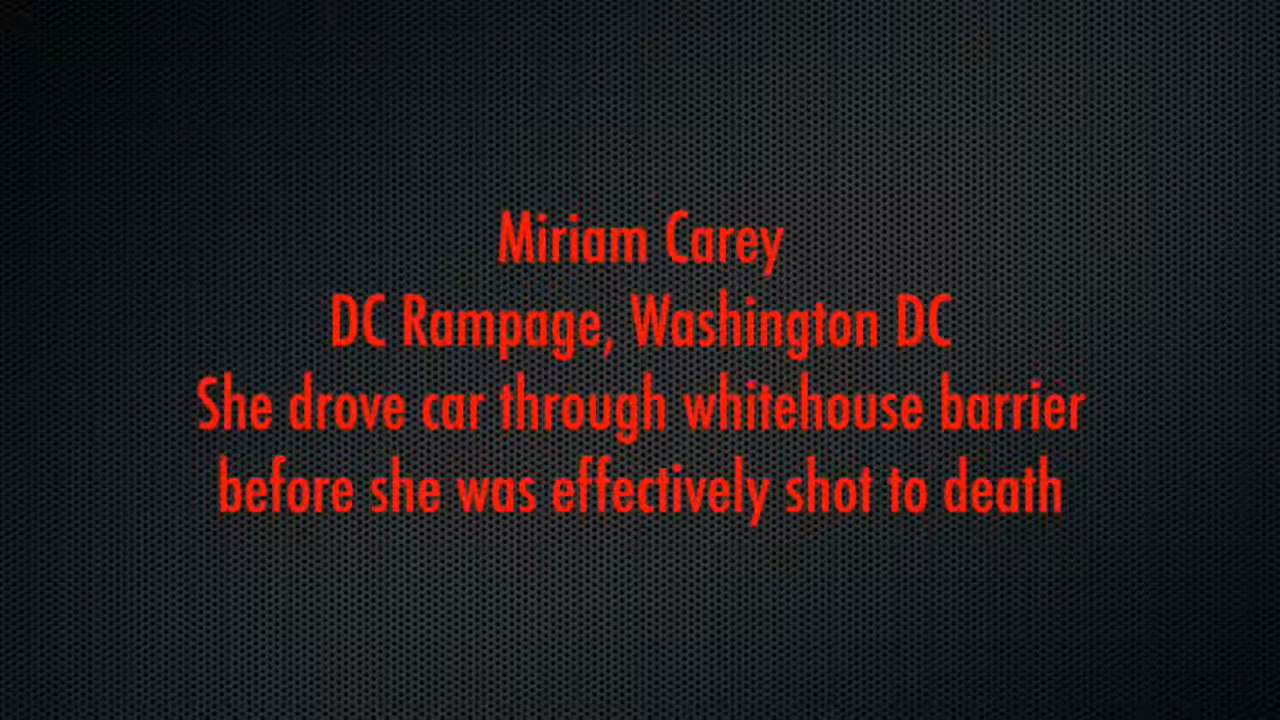 Miriam Carey
DC Rampage, Washington DC
She drove car through whitehouse barrier
before she was effectively shot to death